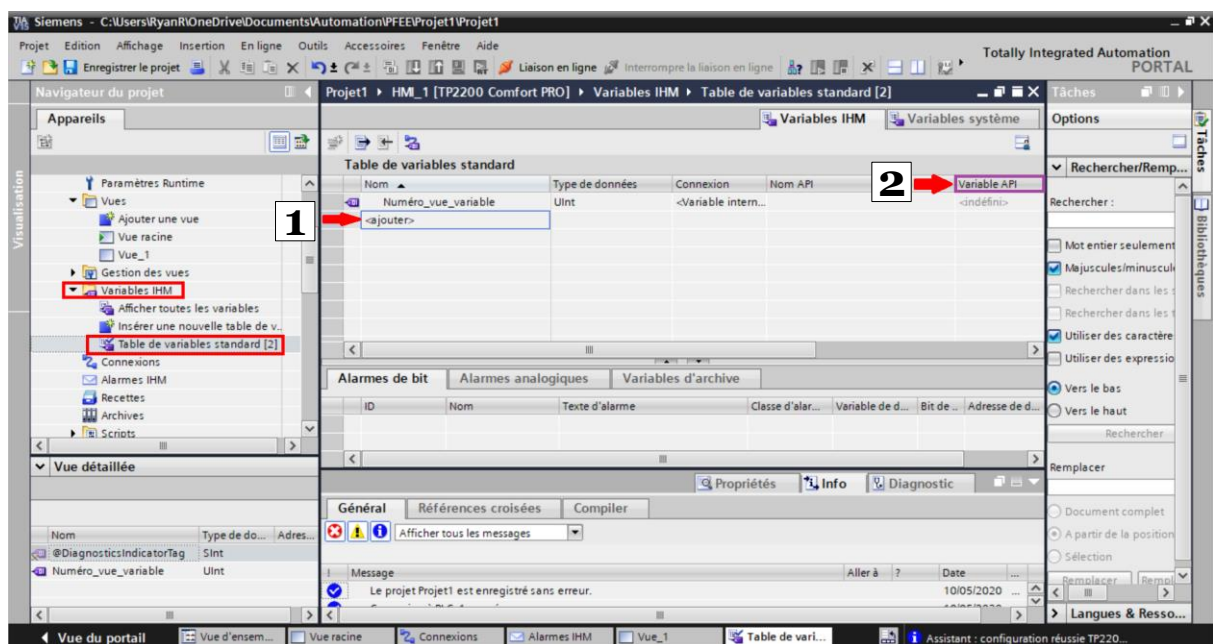 Siemens - C:\Users\RyanR\OneDrive\Documents\Automation\PFEE\Projet1\Projet1
Projet Edition Affichage Insertion En ligne Outils Accessoires Fenêtre Aide
Totally Integrated Automation
PORTAL
Enregistrer le projet
Liaison en ligne
Interrompre la liaison en ligne
Navigateur du projet
Appareils
Visualisation
Paramètres Runtime
Vues
Ajouter une vue
Vue racine
Vue_1
Gestion des vues
Variables IHM
Afficher toutes les variables
Insérer une nouvelle table de v..
Table de variables standard [2]
Connexions
Alarmes IHM
Recettes
Archives
Scripts
Vue détaillée
Nom Type de do... Adres...
@DiagnosticsIndicatorTag SInt
Numéro_vue_variable UInt
Projet1 HMI_1 [TP2200 Comfort PRO] Variables IHM Table de variables standard [2]
Variables IHM Variables système
Table de variables standard
Nom Type de données Connexion Nom API Variable API
Numéro_vue_variable UInt <Variable intern... <indéfini>
<ajouter>
1
2
Alarmes de bit Alarmes analogiques Variables d'archive
ID Nom Texte d'alarme Classe d'alar... Variable de d... Bit de .. Adresse de d...
Propriétés Info Diagnostic
Général Références croisées Compiler
Afficher tous les messages
! Message Aller à ? Date ...
Le projet Projet1 est enregistré sans erreur. 10/05/2020 ...
Tâches
Options
Rechercher/Remp...
Rechercher :
Mot entier seulement
Majuscules/minuscul
Rechercher dans les s
Rechercher dans les t
Utiliser des caractère
Utiliser des expressio
Vers le bas
Vers le haut
Rechercher
Remplacer
Document complet
A partir de la position
Sélection
Remplacer Rempl
Langues & Resso...
Tâches
Bibliothèques
Vue du portail
Vue d'ensem...
Vue racine
Connexions
Alarmes IHM
Vue_1
Table de vari...
Assistant : configuration réussie TP220...